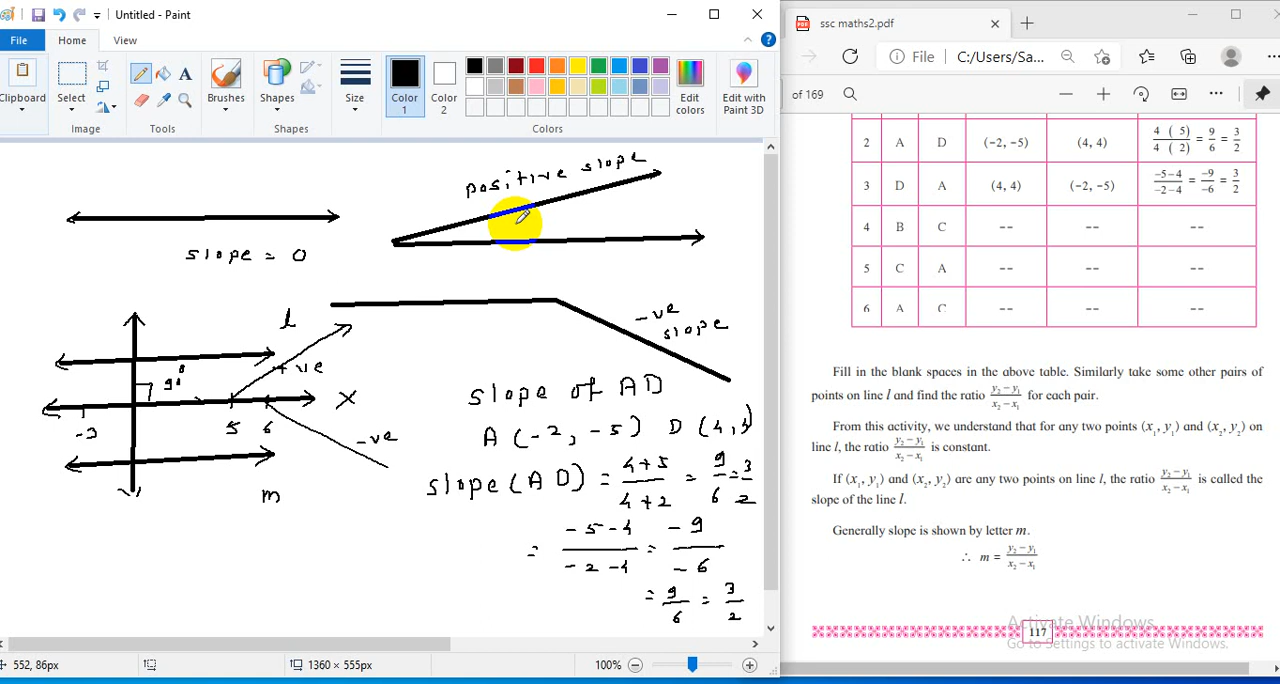 Untitled - Paint
File Home View
Clipboard
Select
Image
Tools
Brushes
Shapes
Shapes
Size
Color 1
Color 2
Edit colors
Edit with Paint 3D
Colors
positive slope
slope = 0
l
+ve
90°
X
-3
5
6
-ve
m
-ve slope
slope of AD
A (-2, -5) D (4, 4)
slope (AD) = 4+5/4+2 = 9/6 = 3/2
= -5-4/-2-4 = -9/-6
= 9/6 = 3/2
552, 86px
1360 × 555px
100%
ssc maths2.pdf
File C:/Users/Sa...
of 169
2 A D (-2, -5) (4, 4) 4 ( 5)/4 ( 2) = 9/6 = 3/2
3 D A (4, 4) (-2, -5) -5-4/-2-4 = -9/-6 = 3/2
4 B C -- -- --
5 C A -- -- --
6 A C -- -- --
Fill in the blank spaces in the above table. Similarly take some other pairs of
points on line l and find the ratio y₂ – y₁/x₂ – x₁ for each pair.
From this activity, we understand that for any two points (x₁, y₁) and (x₂, y₂) on
line l, the ratio y₂ – y₁/x₂ – x₁ is constant.
If (x₁, y₁) and (x₂, y₂) are any two points on line l, the ratio y₂ – y₁/x₂ – x₁ is called the
slope of the line l.
Generally slope is shown by letter m.
∴ m = y₂ – y₁/x₂ – x₁
Activate Windows
Go to Settings to activate Windows.
117